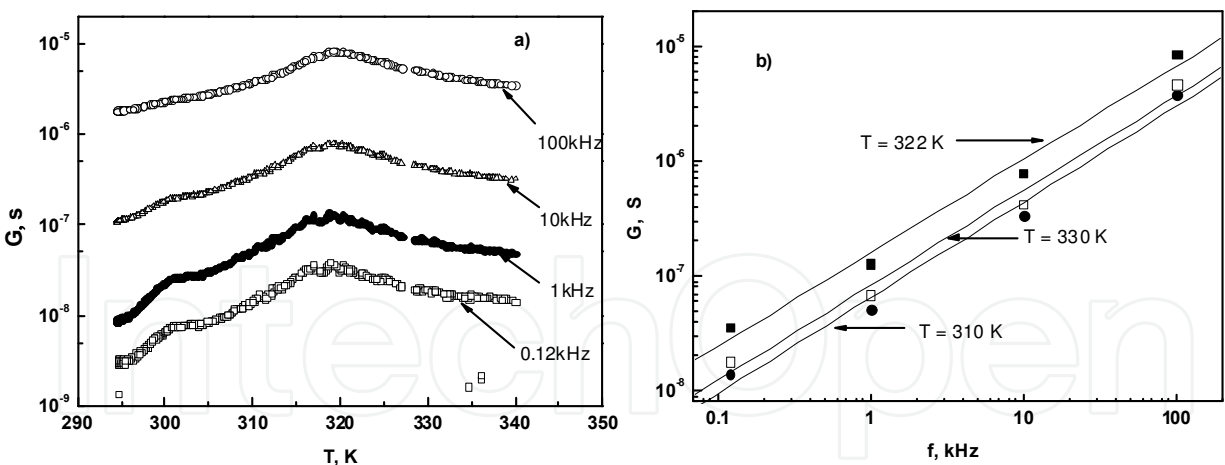 a)
10⁻⁵
10⁻⁶
10⁻⁷
10⁻⁸
10⁻⁹
G, s
100kHz
10kHz
1kHz
0.12kHz
290 300 310 320 330 340 350
T, K
b)
10⁻⁵
10⁻⁶
10⁻⁷
10⁻⁸
G, S
T = 322 K
T = 330 K
T = 310 K
0.1 1 10 100
f, kHz
IntechOpen